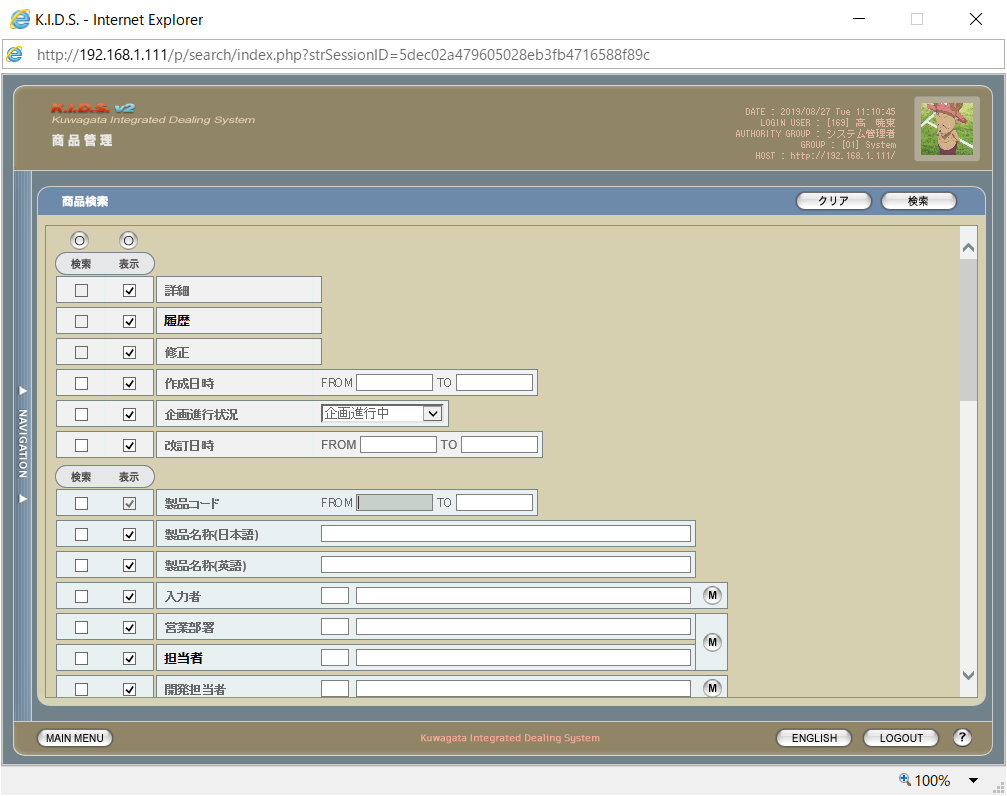 K.I.D.S. - Internet Explorer
http://192.168.1.111/p/search/index.php?strSessionID=5dec02a479605028eb3fb4716588f89c
K.I.D.S. v2
Kuwagata Integrated Dealing System
商品管理
DATE : 2019/08/27 Tue 11:10:45
LOGIN USER : [169] 高 暁東
AUTHORITY GROUP : システム管理者
GROUP : [01] System
HOST : http://192.168.1.111/
商品検索
クリア 検索
検索 表示
詳細
履歴
修正
作成日時 FROM TO
企画進行状況 企画進行中
改訂日時 FROM TO
検索 表示
製品コード FROM TO
製品名称(日本語)
製品名称(英語)
入力者 M
営業部署
M
担当者
開発担当者 M
NAVIGATION
MAIN MENU Kuwagata Integrated Dealing System ENGLISH LOGOUT ?
100%